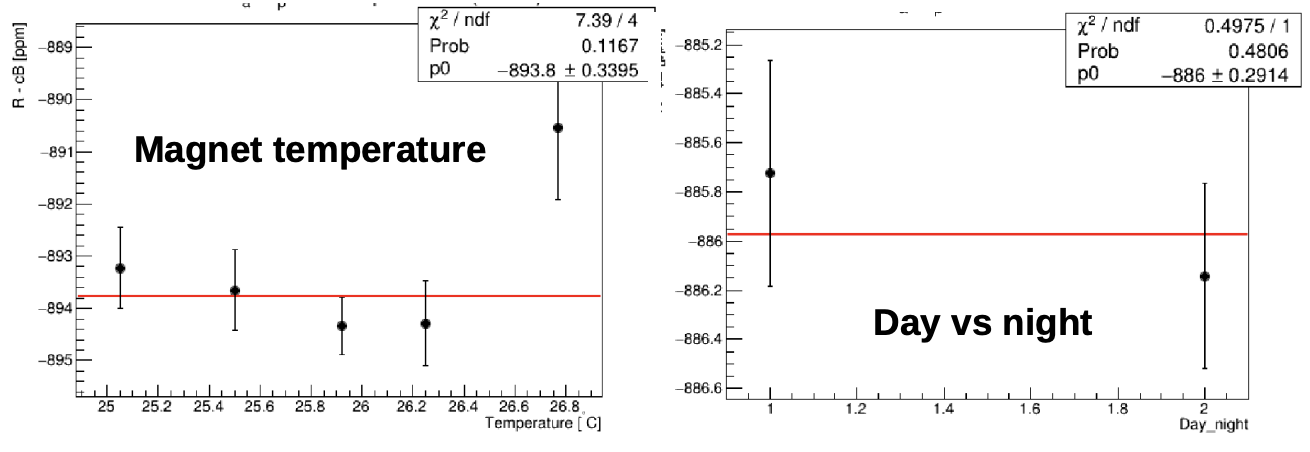 χ² / ndf 7.39 / 4
Prob 0.1167
p0 −893.8 ± 0.3395
R - cB [ppm]
−889
−890
−891
−892
−893
−894
−895
Magnet temperature
25 25.2 25.4 25.6 25.8 26 26.2 26.4 26.6 26.8
Temperature [°C]
χ² / ndf 0.4975 / 1
Prob 0.4806
p0 −886 ± 0.2914
−885.2
−885.4
−885.6
−885.8
−886
−886.2
−886.4
−886.6
Day vs night
1 1.2 1.4 1.6 1.8 2
Day_night